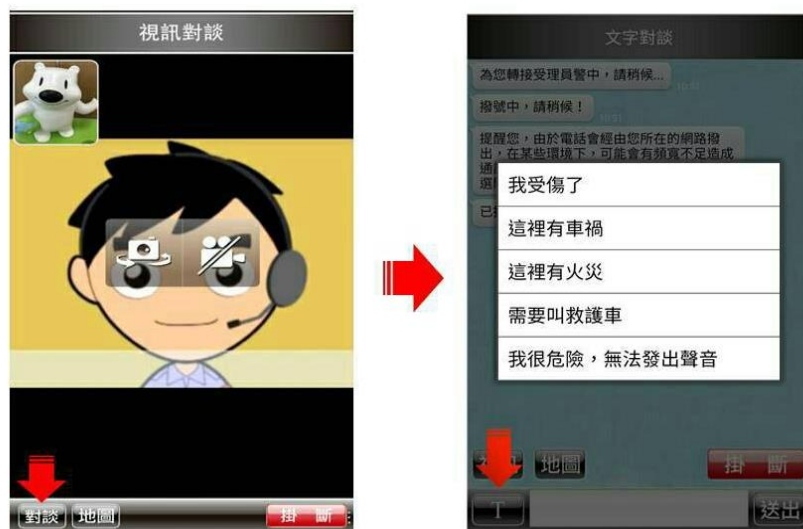 視訊對談
對談
地圖
掛 斷
文字對談
為您轉接受理員警中，請稍候...
10:51
撥號中，請稍候！
10:51
提醒您，由於電話會經由您所在的網路撥
出，在某些環境下，可能會有頻寬不足造成
我受傷了
這裡有車禍
這裡有火災
需要叫救護車
我很危險，無法發出聲音
地圖
掛 斷
T
送出